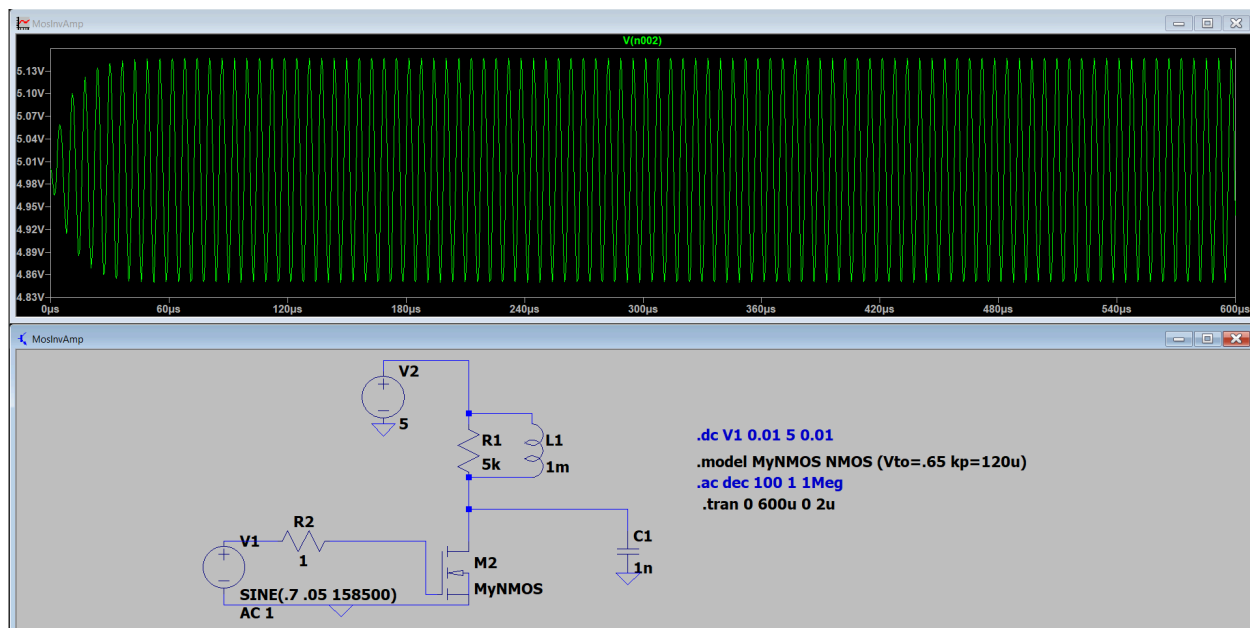 MosInvAmp
V(n002)
5.13V
5.10V
5.07V
5.04V
5.01V
4.98V
4.95V
4.92V
4.89V
4.86V
4.83V
0µs 60µs 120µs 180µs 240µs 300µs 360µs 420µs 480µs 540µs 600µs
MosInvAmp
V2
5
R1
5k
L1
1m
.dc V1 0.01 5 0.01
.model MyNMOS NMOS (Vto=.65 kp=120u)
.ac dec 100 1 1Meg
.tran 0 600u 0 2u
R2
1
V1
SINE(.7 .05 158500)
AC 1
M2
MyNMOS
C1
1n